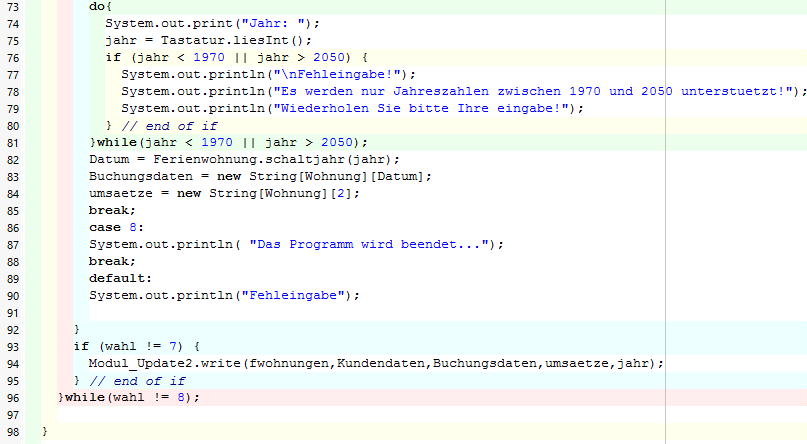 73 do{
74 System.out.print("Jahr: ");
75 jahr = Tastatur.liesInt();
76 if (jahr < 1970 || jahr > 2050) {
77 System.out.println("\nFehleingabe!");
78 System.out.println("Es werden nur Jahreszahlen zwischen 1970 und 2050 unterstuetzt!");
79 System.out.println("Wiederholen Sie bitte Ihre eingabe!");
80 } // end of if
81 }while(jahr < 1970 || jahr > 2050);
82 Datum = Ferienwohnung.schaltjahr(jahr);
83 Buchungsdaten = new String[Wohnung][Datum];
84 umsaetze = new String[Wohnung][2];
85 break;
86 case 8:
87 System.out.println( "Das Programm wird beendet...");
88 break;
89 default:
90 System.out.println("Fehleingabe");
91
92 }
93 if (wahl != 7) {
94 Modul_Update2.write(fwohnungen,Kundendaten,Buchungsdaten,umsaetze,jahr);
95 } // end of if
96 }while(wahl != 8);
97
98 }